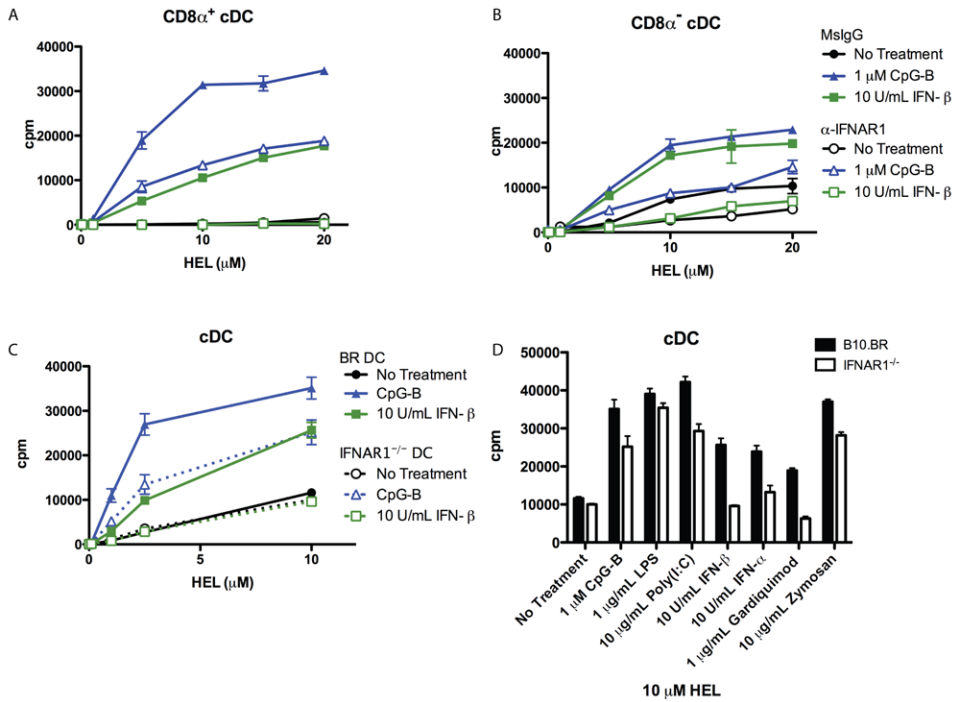 A
CD8α⁺ cDC
40000
30000
20000
10000
0
cpm
0
10
20
HEL (μM)
B
CD8α⁻ cDC
40000
30000
20000
10000
0
cpm
0
10
20
HEL (μM)
MsIgG
No Treatment
1 μM CpG-B
10 U/mL IFN- β
α-IFNAR1
No Treatment
1 μM CpG-B
10 U/mL IFN- β
C
cDC
40000
30000
20000
10000
0
cpm
0
5
10
HEL (μM)
BR DC
No Treatment
CpG-B
10 U/mL IFN- β
IFNAR1⁻/⁻ DC
No Treatment
CpG-B
10 U/mL IFN- β
D
cDC
B10.BR
IFNAR1⁻/⁻
50000
40000
30000
20000
10000
0
cpm
No Treatment
1 μM CpG-B
1 μg/mL LPS
10 μg/mL Poly(I:C)
10 U/mL IFN-β
10 U/mL IFN-α
1 μg/mL Gardiquimod
10 μg/mL Zymosan
10 μM HEL